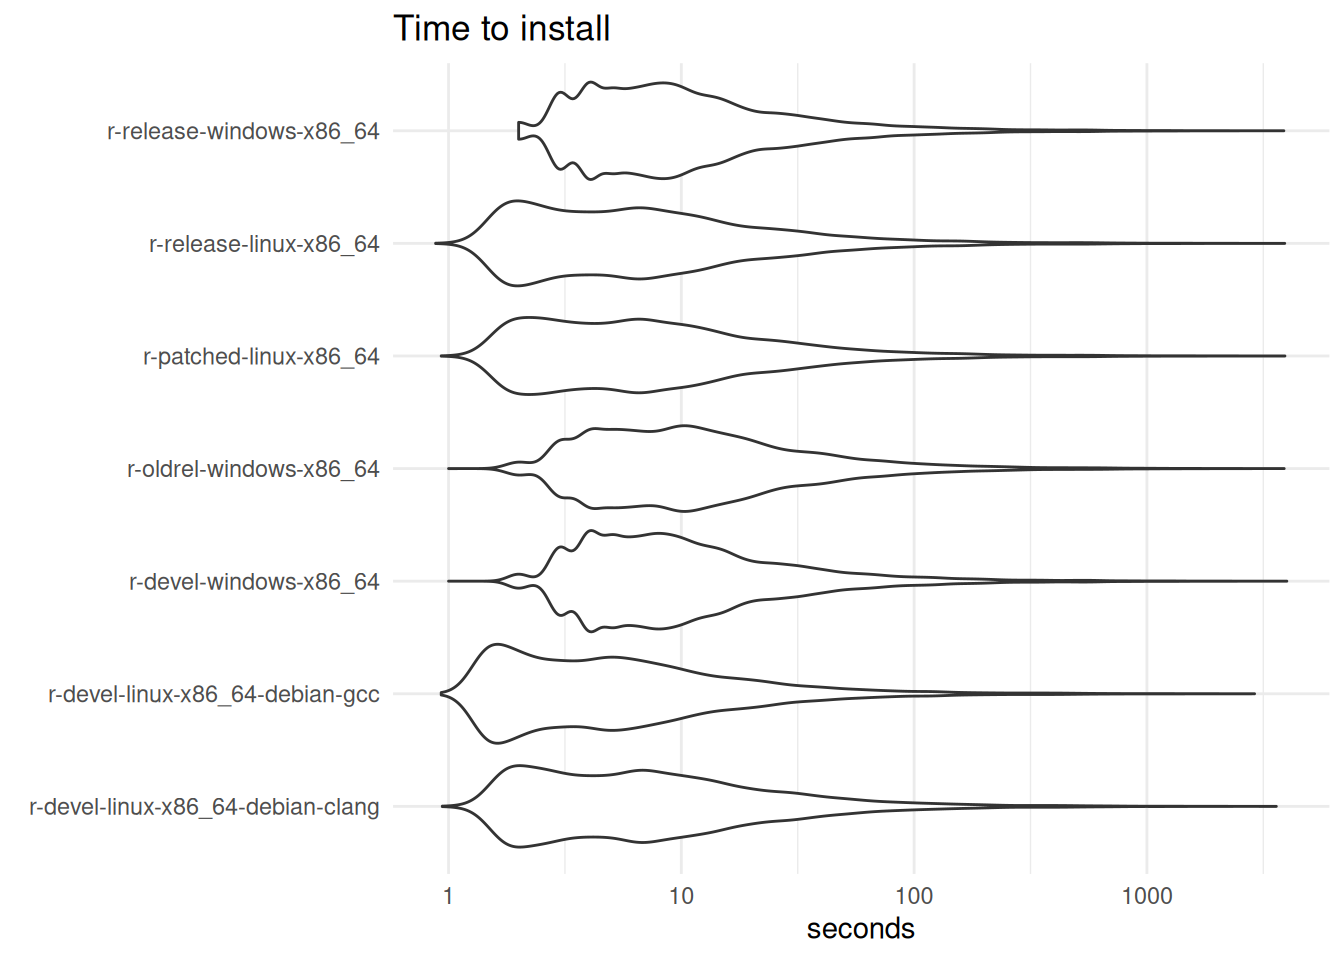 Time to install
r-release-windows-x86_64
r-release-linux-x86_64
r-patched-linux-x86_64
r-oldrel-windows-x86_64
r-devel-windows-x86_64
r-devel-linux-x86_64-debian-gcc
r-devel-linux-x86_64-debian-clang
1 10 100 1000
seconds